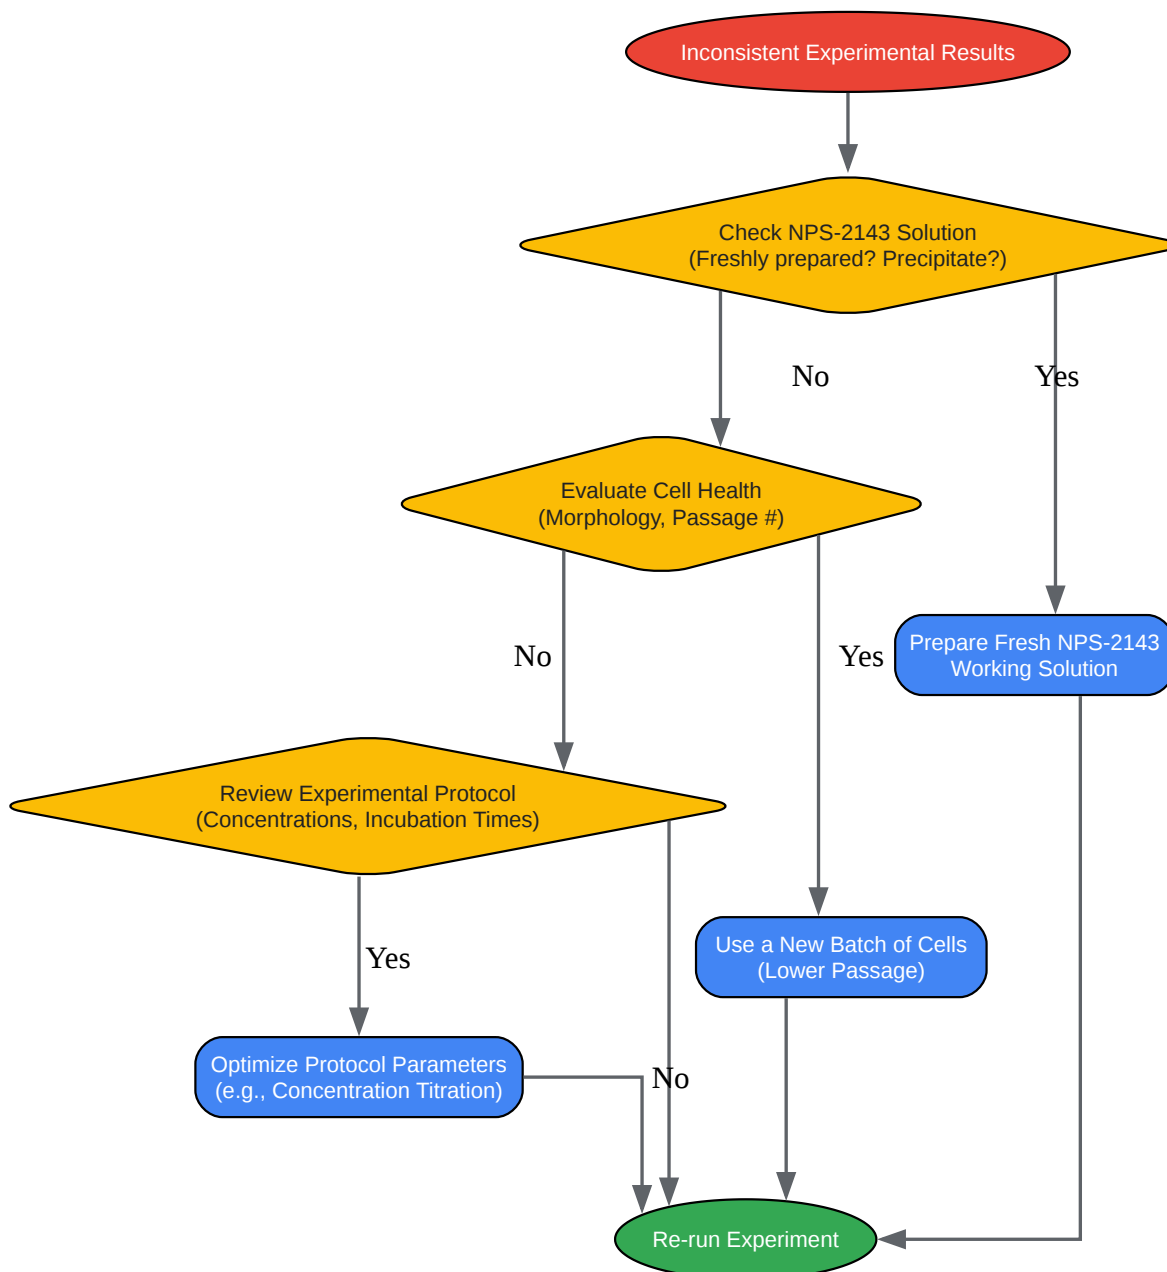 Inconsistent Experimental Results
Check NPS-2143 Solution
(Freshly prepared? Precipitate?)
No
Yes
Evaluate Cell Health
(Morphology, Passage #)
No
Yes
Prepare Fresh NPS-2143
Working Solution
Review Experimental Protocol
(Concentrations, Incubation Times)
Yes
Use a New Batch of Cells
(Lower Passage)
Optimize Protocol Parameters
(e.g., Concentration Titration)
No
Re-run Experiment